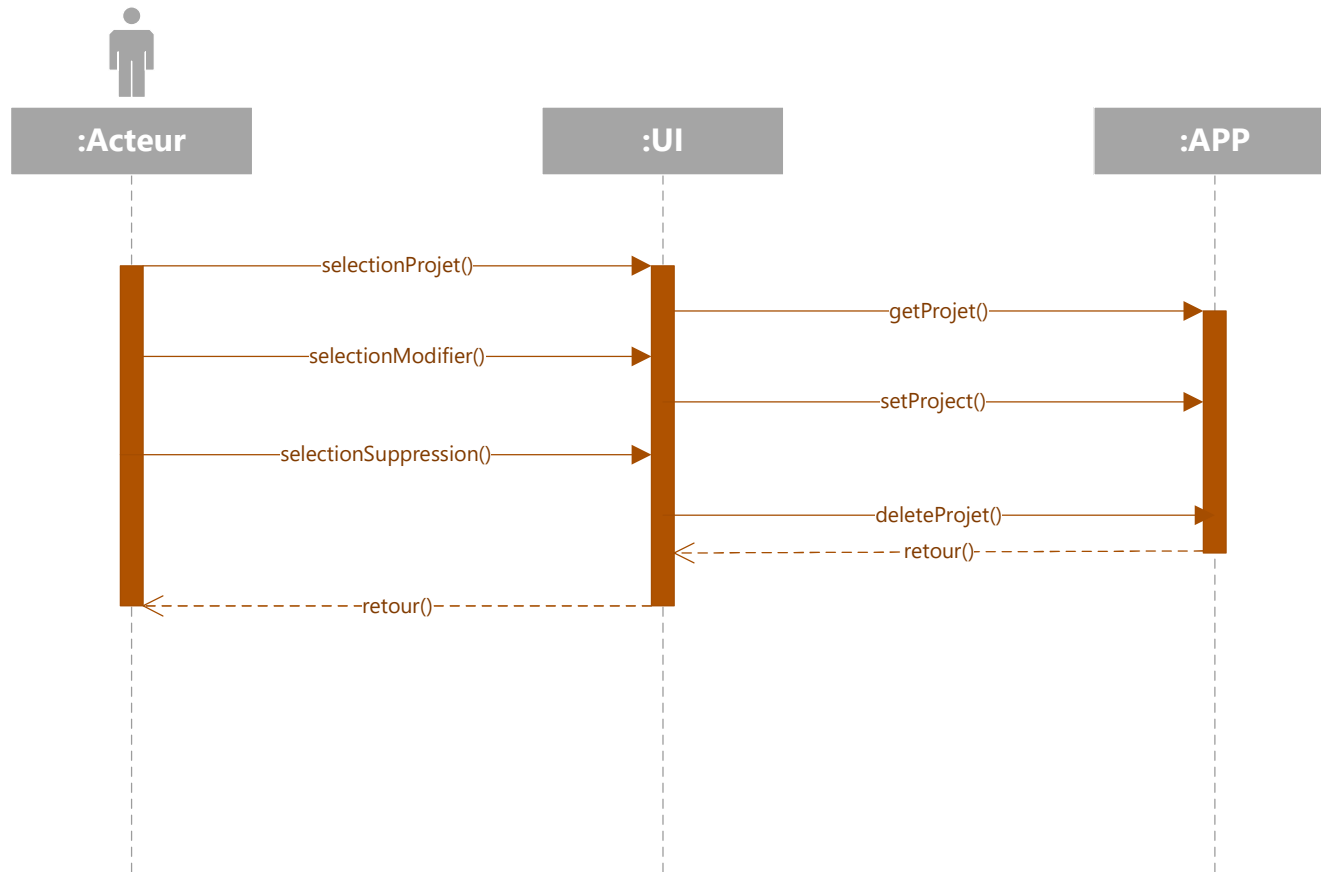 :Acteur
:UI
:APP
selectionProjet()
getProjet()
selectionModifier()
setProject()
selectionSuppression()
deleteProjet()
retour()
retour()